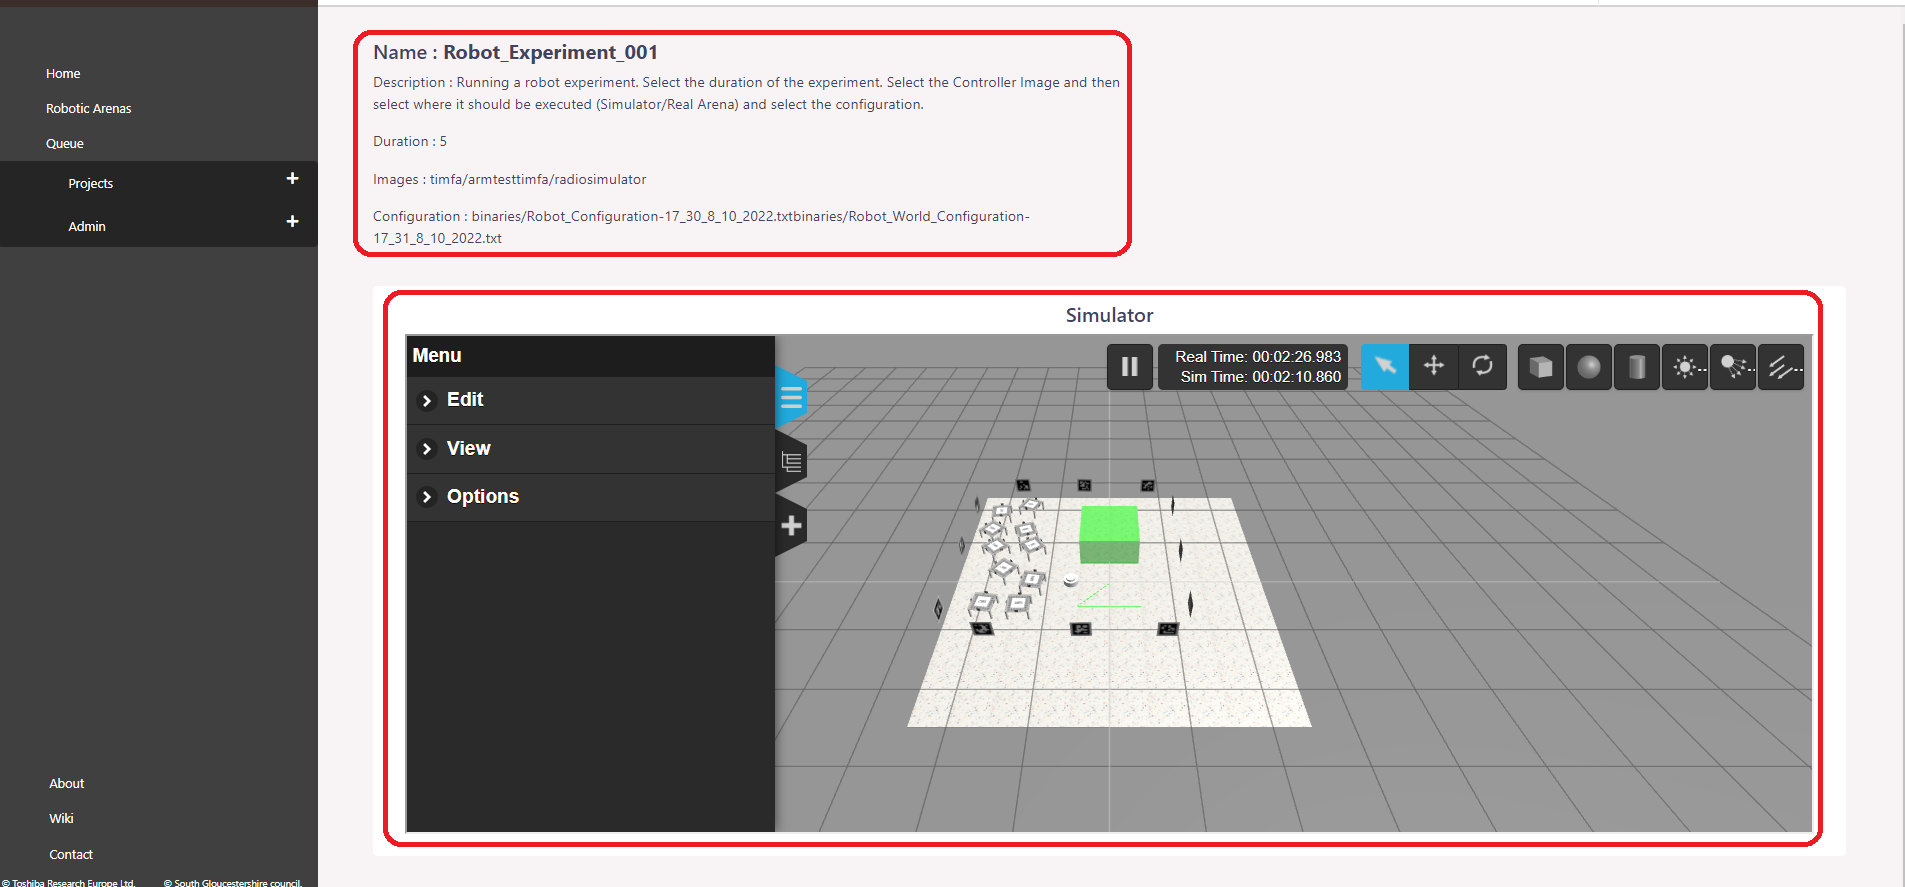 Home
Robotic Arenas
Queue
Projects
Admin
About
Wiki
Contact
© Toshiba Research Europe Ltd.
© South Gloucestershire council.
Name : Robot_Experiment_001
Description : Running a robot experiment. Select the duration of the experiment. Select the Controller Image and then
select where it should be executed (Simulator/Real Arena) and select the configuration.
Duration : 5
Images : timfa/armtesttimfa/radiosimulator
Configuration : binaries/Robot_Configuration-17_30_8_10_2022.txtbinaries/Robot_World_Configuration-
17_31_8_10_2022.txt
Simulator
Menu
Edit
View
Options
Real Time: 00:02:26.983
Sim Time: 00:02:10.860